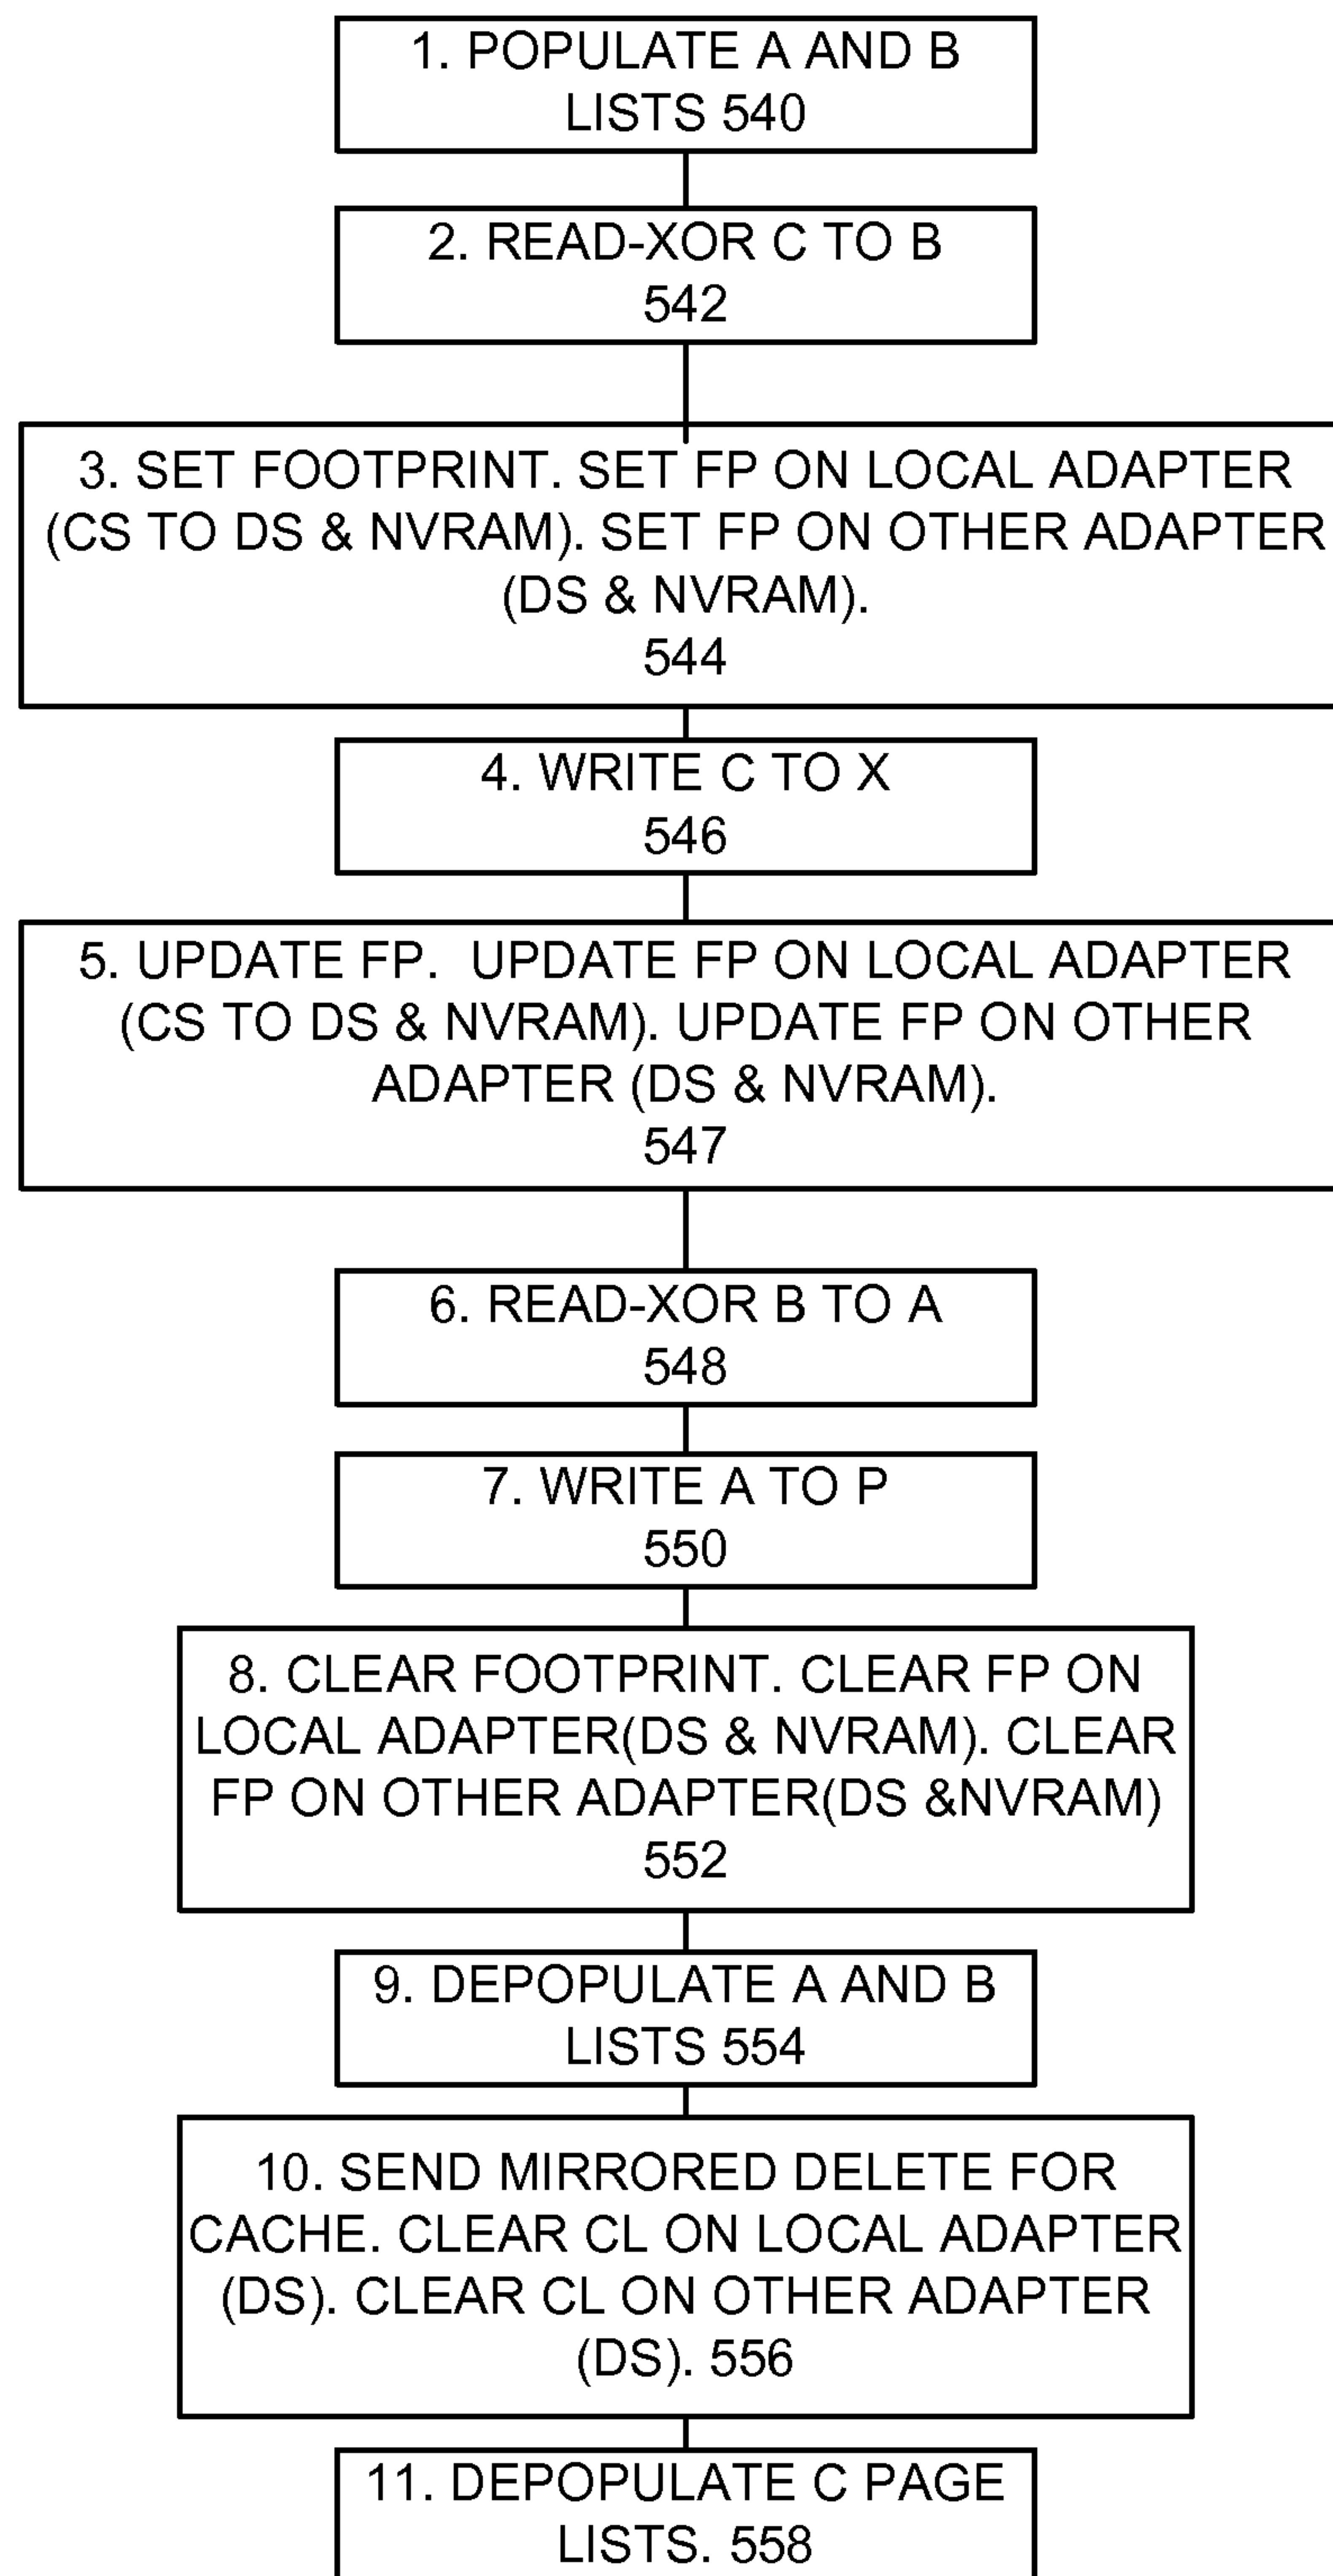 1. POPULATE A AND B
LISTS 540
2. READ-XOR C TO B
542
3. SET FOOTPRINT. SET FP ON LOCAL ADAPTER
(CS TO DS & NVRAM). SET FP ON OTHER ADAPTER
(DS & NVRAM).
544
4. WRITE C TO X
546
5. UPDATE FP.  UPDATE FP ON LOCAL ADAPTER
(CS TO DS & NVRAM). UPDATE FP ON OTHER
ADAPTER (DS & NVRAM).
547
6. READ-XOR B TO A
548
7. WRITE A TO P
550
8. CLEAR FOOTPRINT. CLEAR FP ON
LOCAL ADAPTER(DS & NVRAM). CLEAR
FP ON OTHER ADAPTER(DS &NVRAM)
552
9. DEPOPULATE A AND B
LISTS 554
10. SEND MIRRORED DELETE FOR
CACHE. CLEAR CL ON LOCAL ADAPTER
(DS). CLEAR CL ON OTHER ADAPTER
(DS). 556
11. DEPOPULATE C PAGE
LISTS. 558